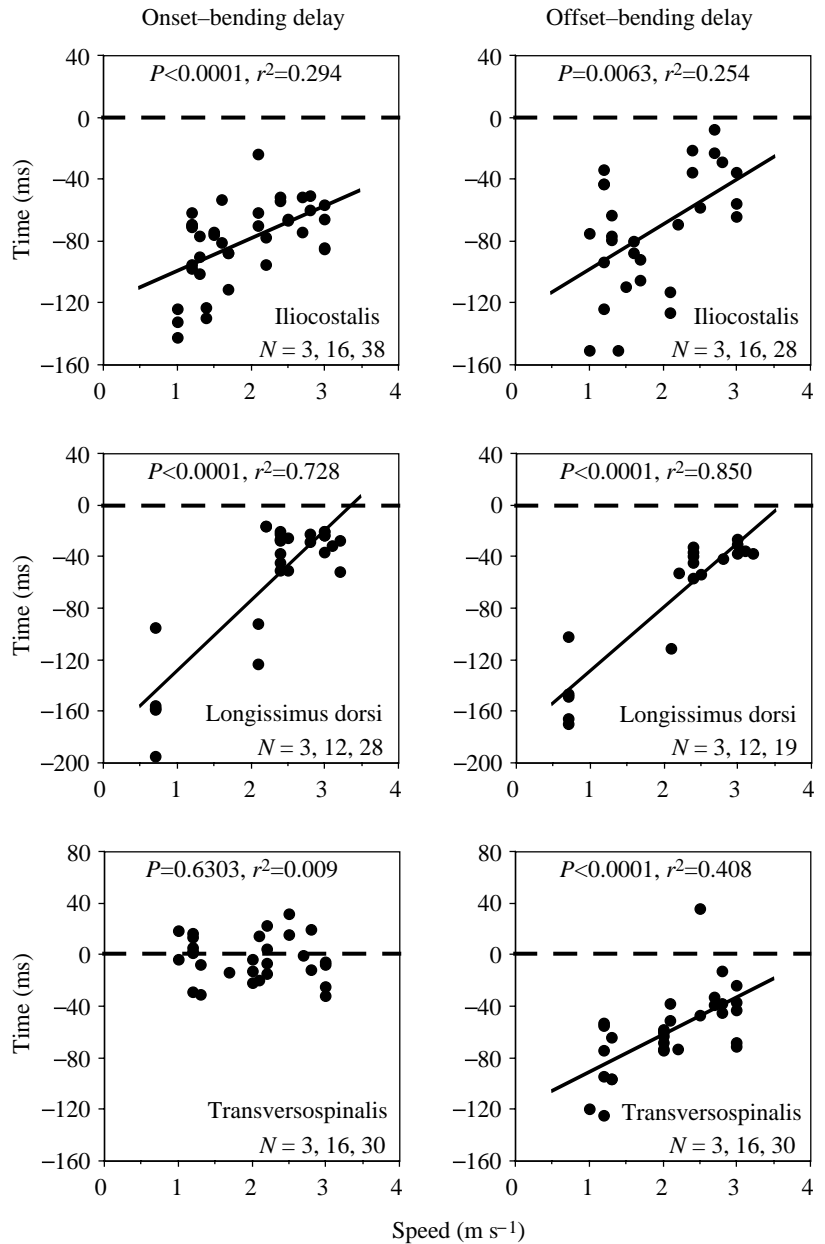 Onset–bending delay
Offset–bending delay
P<0.0001, r²=0.294
40
0
−40
−80
−120
−160
Time (ms)
Iliocostalis
N = 3, 16, 38
0 1 2 3 4
P=0.0063, r²=0.254
40
0
−40
−80
−120
−160
Iliocostalis
N = 3, 16, 28
0 1 2 3 4
P<0.0001, r²=0.728
40
0
−40
−80
−120
−160
−200
Time (ms)
Longissimus dorsi
N = 3, 12, 28
0 1 2 3 4
P<0.0001, r²=0.850
40
0
−40
−80
−120
−160
−200
Longissimus dorsi
N = 3, 12, 19
0 1 2 3 4
P=0.6303, r²=0.009
80
40
0
−40
−80
−120
−160
Time (ms)
Transversospinalis
N = 3, 16, 30
0 1 2 3 4
P<0.0001, r²=0.408
80
40
0
−40
−80
−120
−160
Transversospinalis
N = 3, 16, 30
0 1 2 3 4
Speed (m s⁻¹)